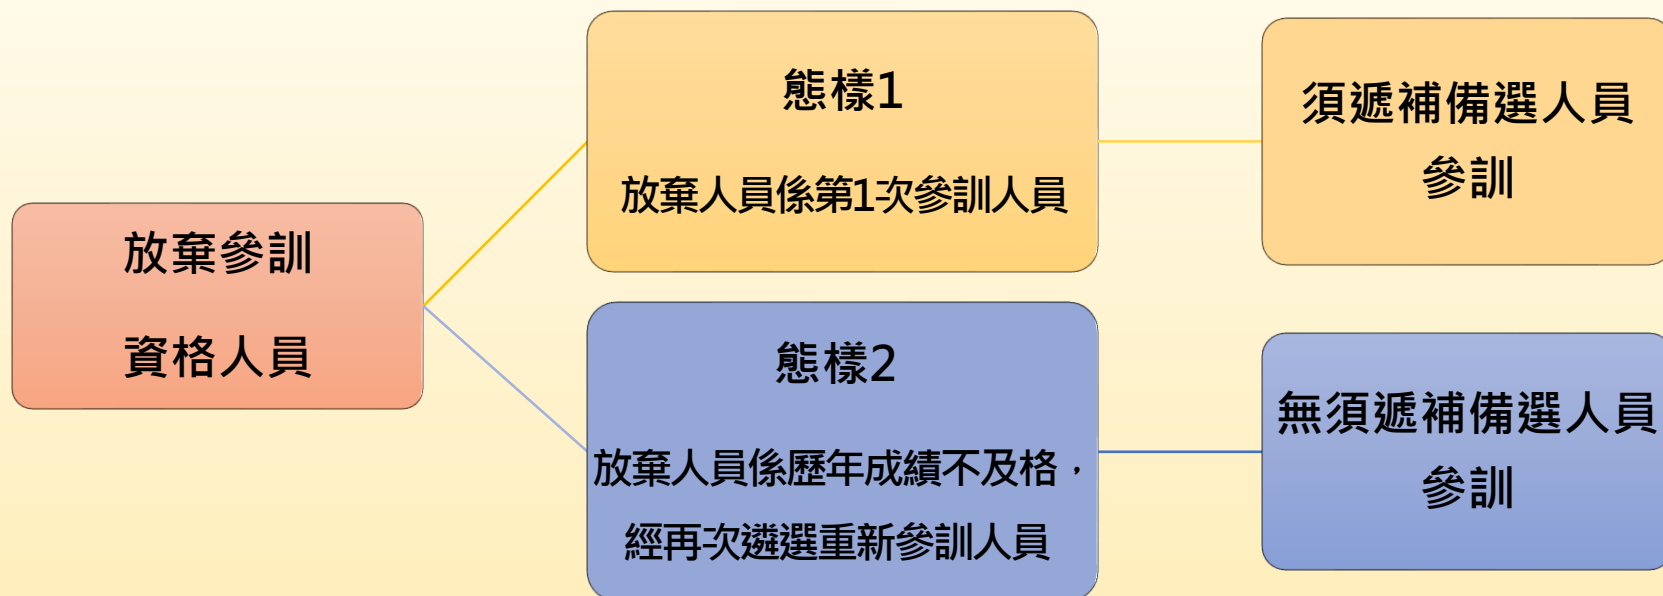 放棄參訓
資格人員
態樣1
放棄人員係第1次參訓人員
須遞補備選人員
參訓
態樣2
放棄人員係歷年成績不及格，
經再次遴選重新參訓人員
無須遞補備選人員
參訓